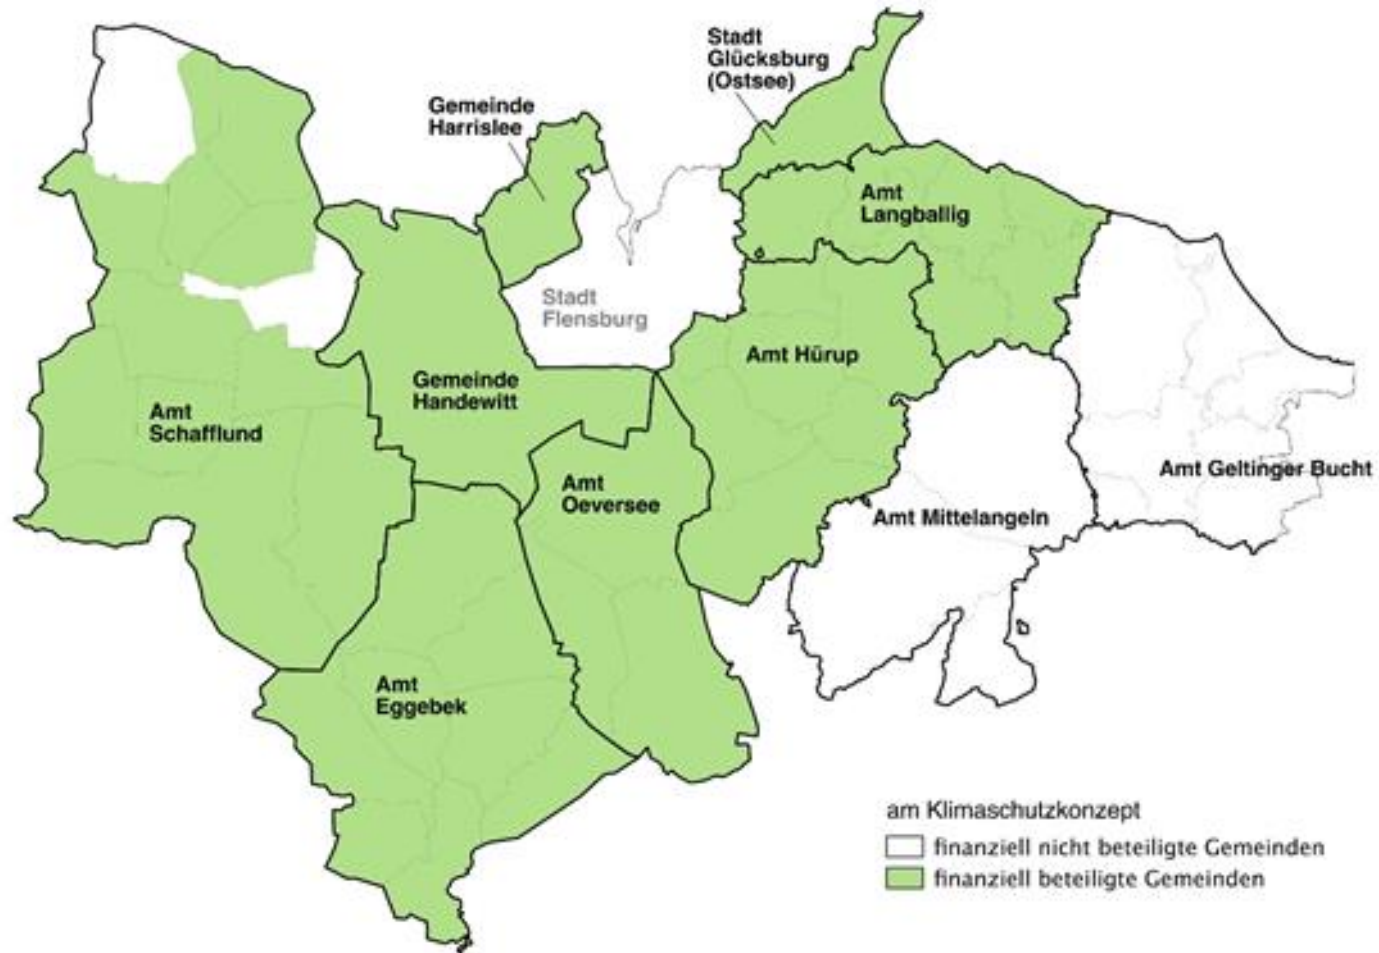 Stadt
Glücksburg
(Ostsee)
Gemeinde
Harrislee
Amt
Langballig
Stadt
Flensburg
Amt Hürup
Gemeinde
Handewitt
Amt
Schafflund
Amt
Oeversee
Amt Geltinger Bucht
Amt Mittelangeln
Amt
Eggebek
am Klimaschutzkonzept
finanziell nicht beteiligte Gemeinden
finanziell beteiligte Gemeinden